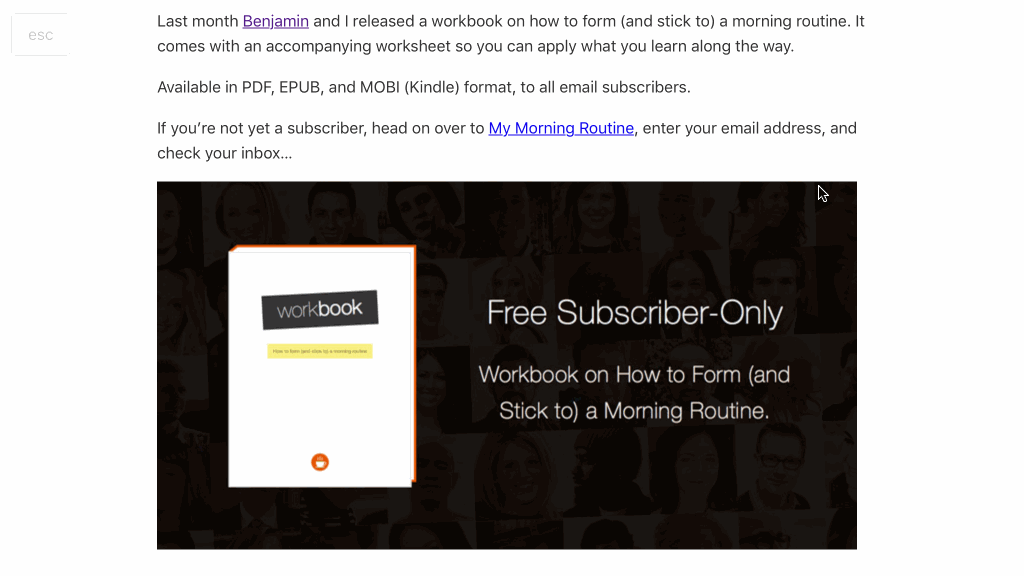 esc
Last month Benjamin and I released a workbook on how to form (and stick to) a morning routine. It
comes with an accompanying worksheet so you can apply what you learn along the way.
Available in PDF, EPUB, and MOBI (Kindle) format, to all email subscribers.
If you’re not yet a subscriber, head on over to My Morning Routine, enter your email address, and
check your inbox…
workbook
How to form (and stick to) a morning routine
Free Subscriber-Only
Workbook on How to Form (and
Stick to) a Morning Routine.